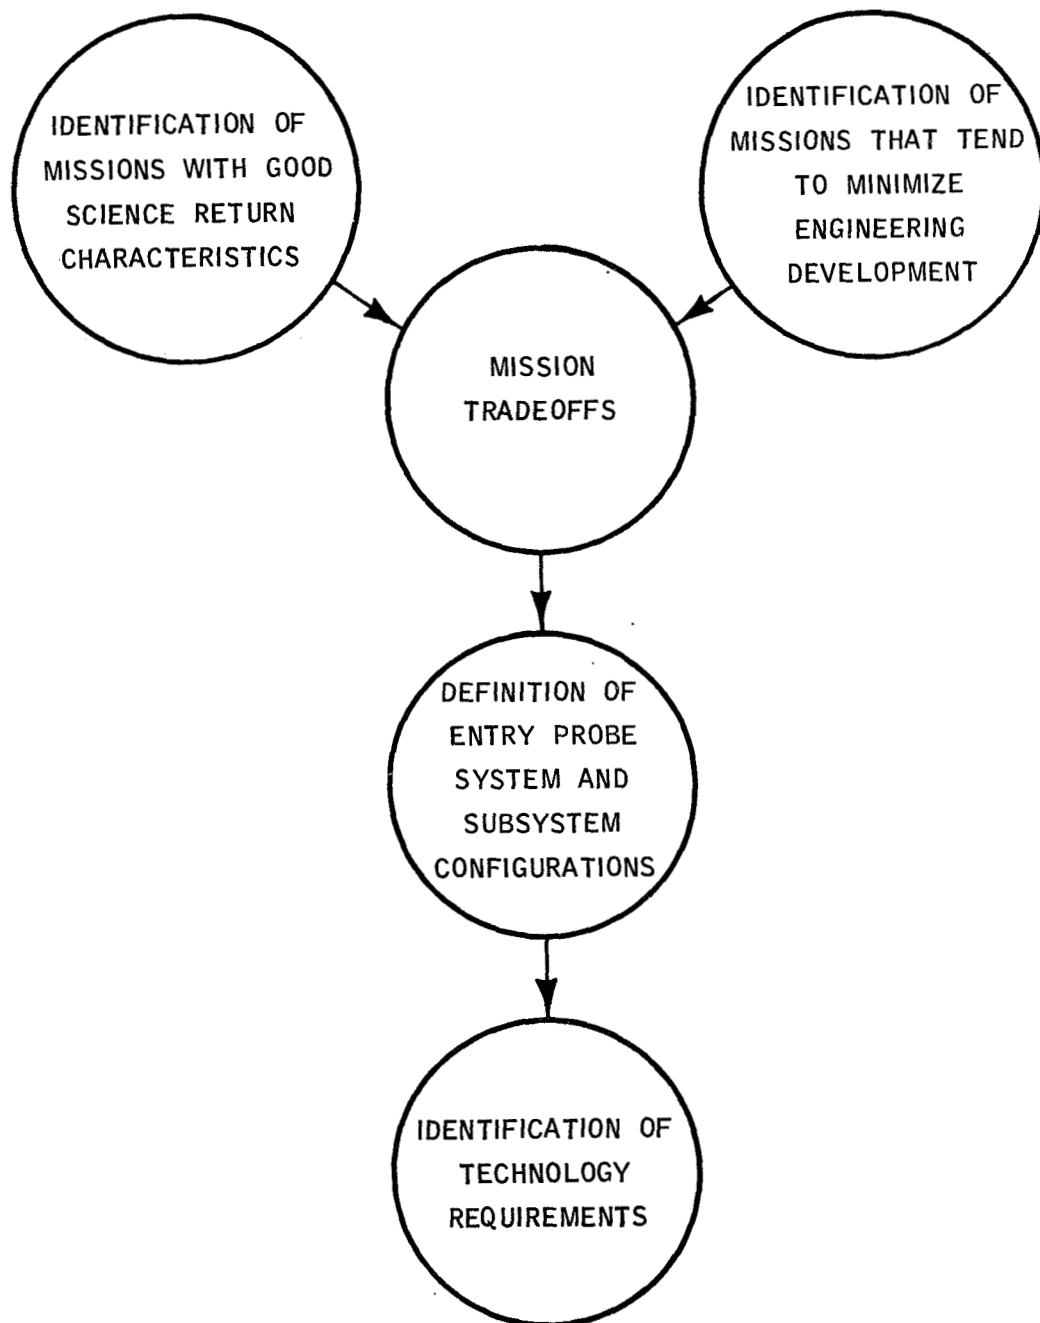 IDENTIFICATION OF
MISSIONS WITH GOOD
SCIENCE RETURN
CHARACTERISTICS
IDENTIFICATION OF
MISSIONS THAT TEND
TO MINIMIZE
ENGINEERING
DEVELOPMENT
MISSION
TRADEOFFS
DEFINITION OF
ENTRY PROBE
SYSTEM AND
SUBSYSTEM
CONFIGURATIONS
IDENTIFICATION OF
TECHNOLOGY
REQUIREMENTS